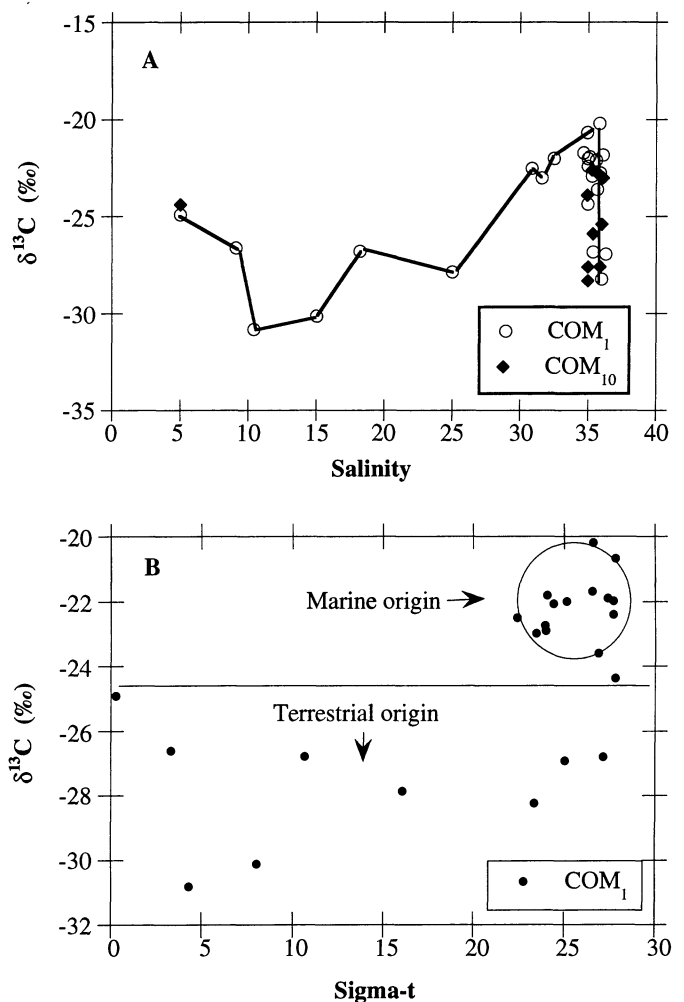 -15
A
-20
δ¹³C (‰)
-25
-30
COM₁
COM₁₀
-35
0 5 10 15 20 25 30 35 40
Salinity
-20
B
Marine origin
-22
-24
δ¹³C (‰)
Terrestrial origin
-26
-28
-30
COM₁
-32
0 5 10 15 20 25 30
Sigma-t